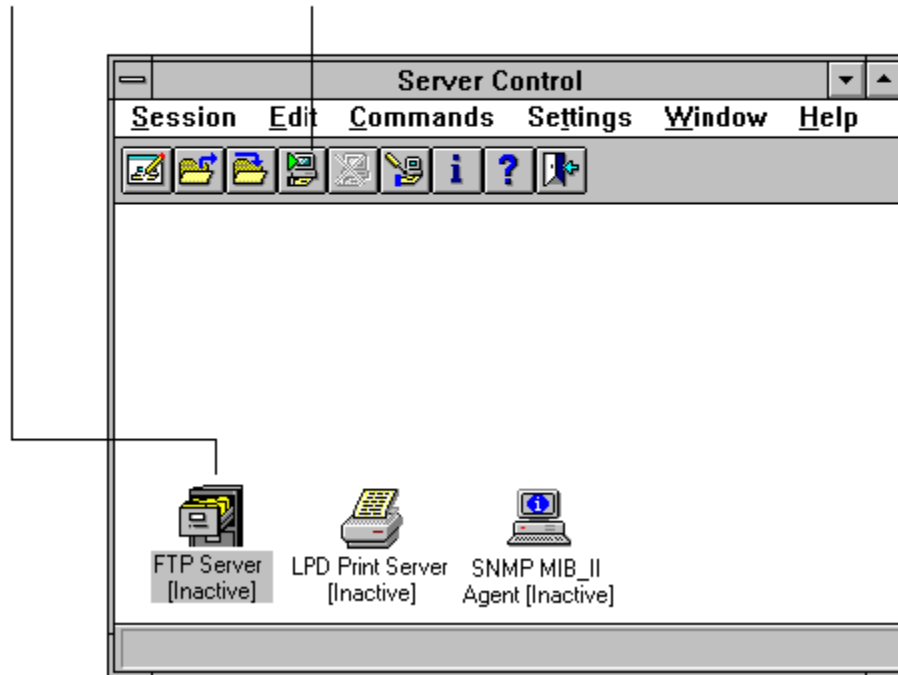 Server Control
Session Edit Commands Settings Window Help
FTP Server
[Inactive]
LPD Print Server
[Inactive]
SNMP MIB_II
Agent [Inactive]